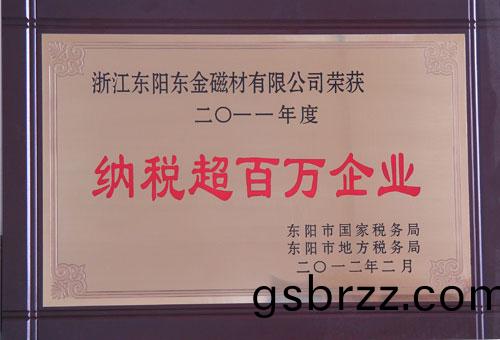 浙江东阳东金磁材有限公司荣获
二〇一一年度
纳税超百万企业
东阳市国家税务局
东阳市地方税务局
二〇一二年二月
gsbrzz.com